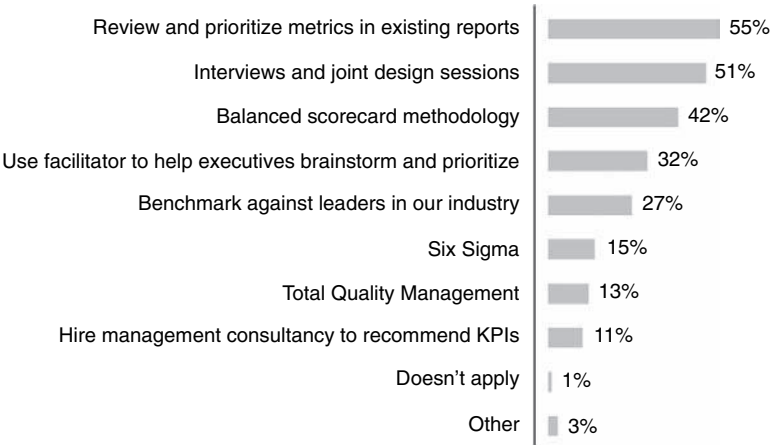 Review and prioritize metrics in existing reports 55%
Interviews and joint design sessions 51%
Balanced scorecard methodology 42%
Use facilitator to help executives brainstorm and prioritize 32%
Benchmark against leaders in our industry 27%
Six Sigma 15%
Total Quality Management 13%
Hire management consultancy to recommend KPIs 11%
Doesn’t apply 1%
Other 3%